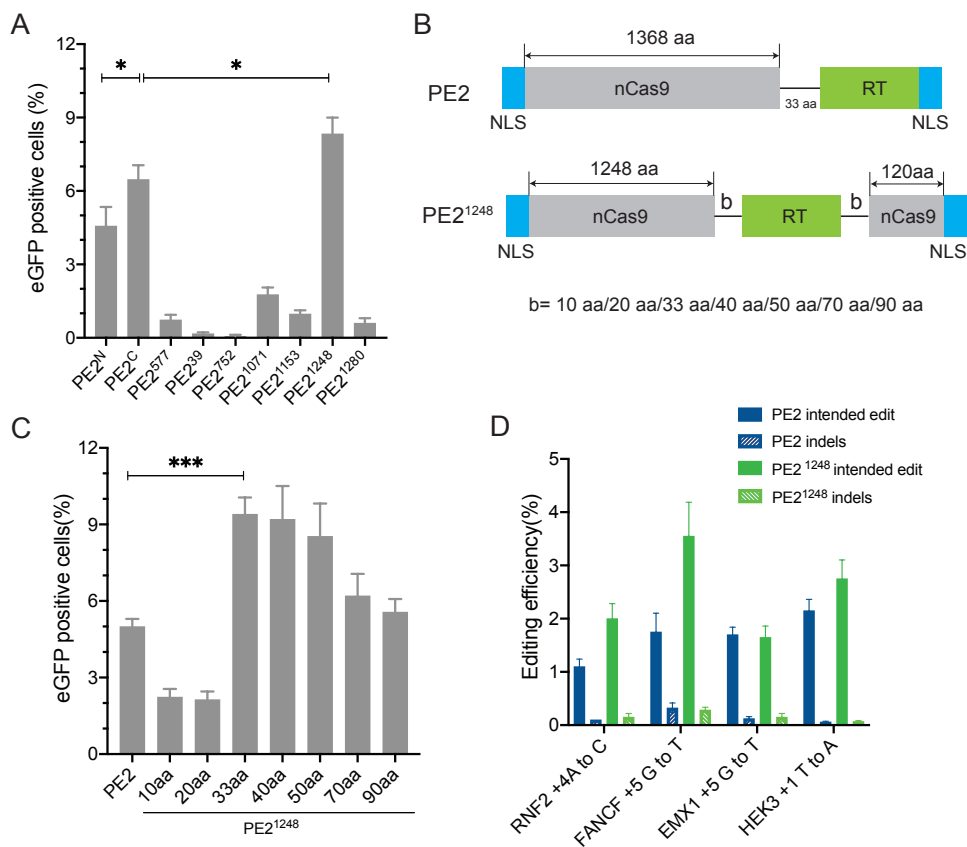 A
eGFP positive cells (%)
12
9
6
3
0
* *
PE2ᴺ PE2ᶜ PE2⁵⁷⁷ PE2³⁹ PE2⁷⁵² PE2¹⁰⁷¹ PE2¹¹⁵³ PE2¹²⁴⁸ PE2¹²⁸⁰
B
1368 aa
PE2 nCas9 33 aa RT
NLS NLS
1248 aa 120aa
PE2¹²⁴⁸ nCas9 b RT b nCas9
NLS NLS
b= 10 aa/20 aa/33 aa/40 aa/50 aa/70 aa/90 aa
C
eGFP positive cells(%)
12
9
6
3
0
***
PE2 10aa 20aa 33aa 40aa 50aa 70aa 90aa
PE2¹²⁴⁸
D
PE2 intended edit
PE2 indels
PE2 ¹²⁴⁸ intended edit
PE2¹²⁴⁸ indels
Editing efficiency(%)
5
4
3
2
1
0
RNF2 +4A to C
FANCF +5 G to T
EMX1 +5 G to T
HEK3 +1 T to A